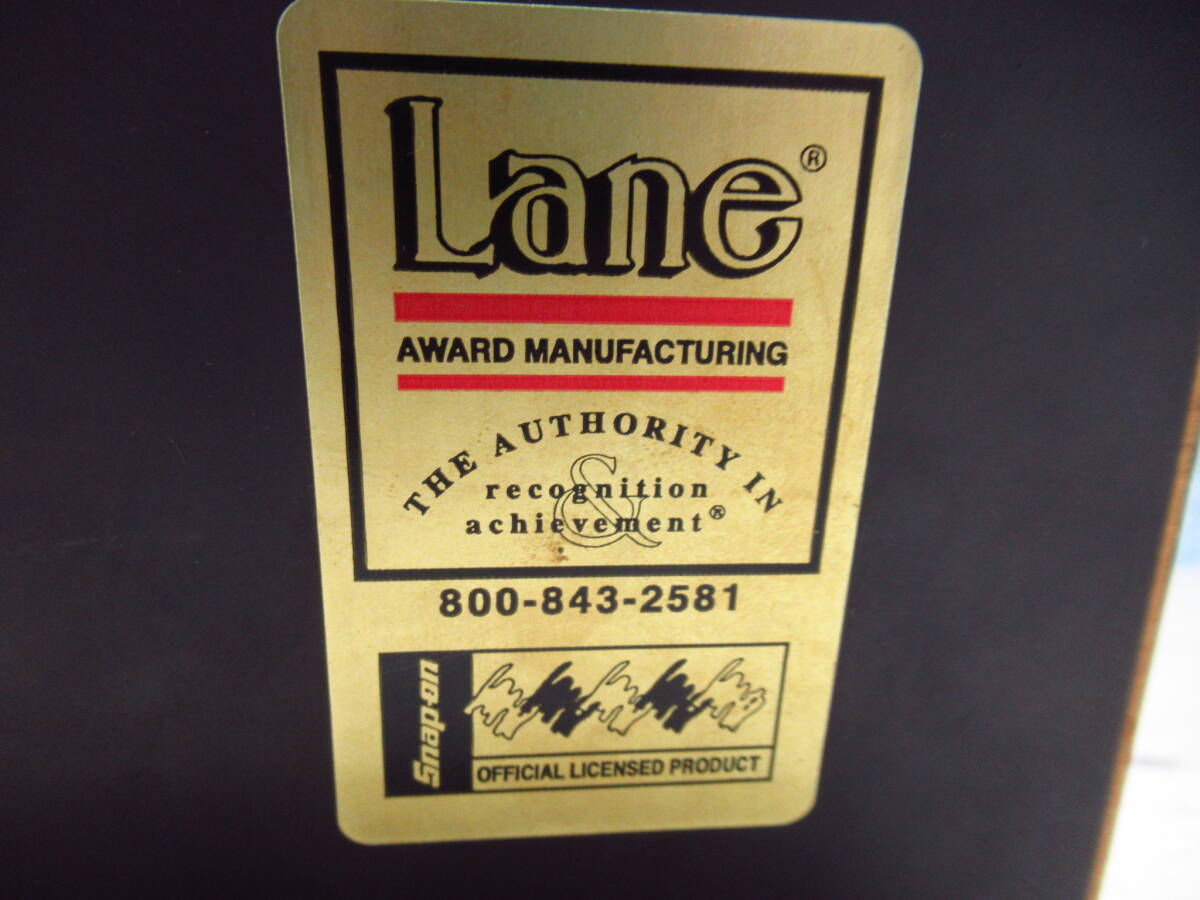 Lane®
AWARD MANUFACTURING
THE AUTHORITY IN
recognition
&
achievement®
800-843-2581
Snap-on
OFFICIAL LICENSED PRODUCT